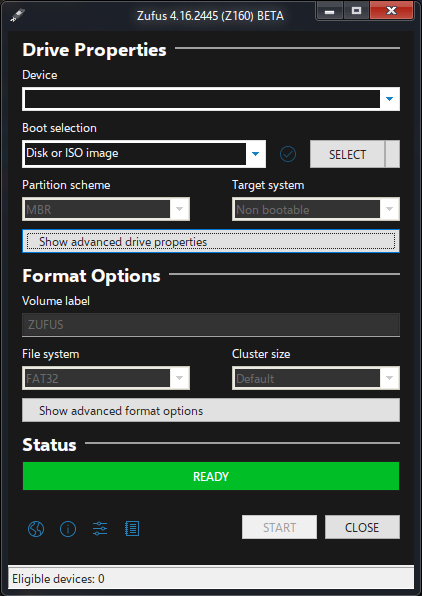 Zufus 4.16.2445 (Z160) BETA
Drive Properties
Device
Boot selection
Disk or ISO image
SELECT
Partition scheme
Target system
MBR
Non bootable
Show advanced drive properties
Format Options
Volume label
ZUFUS
File system
Cluster size
FAT32
Default
Show advanced format options
Status
READY
START
CLOSE
Eligible devices: 0